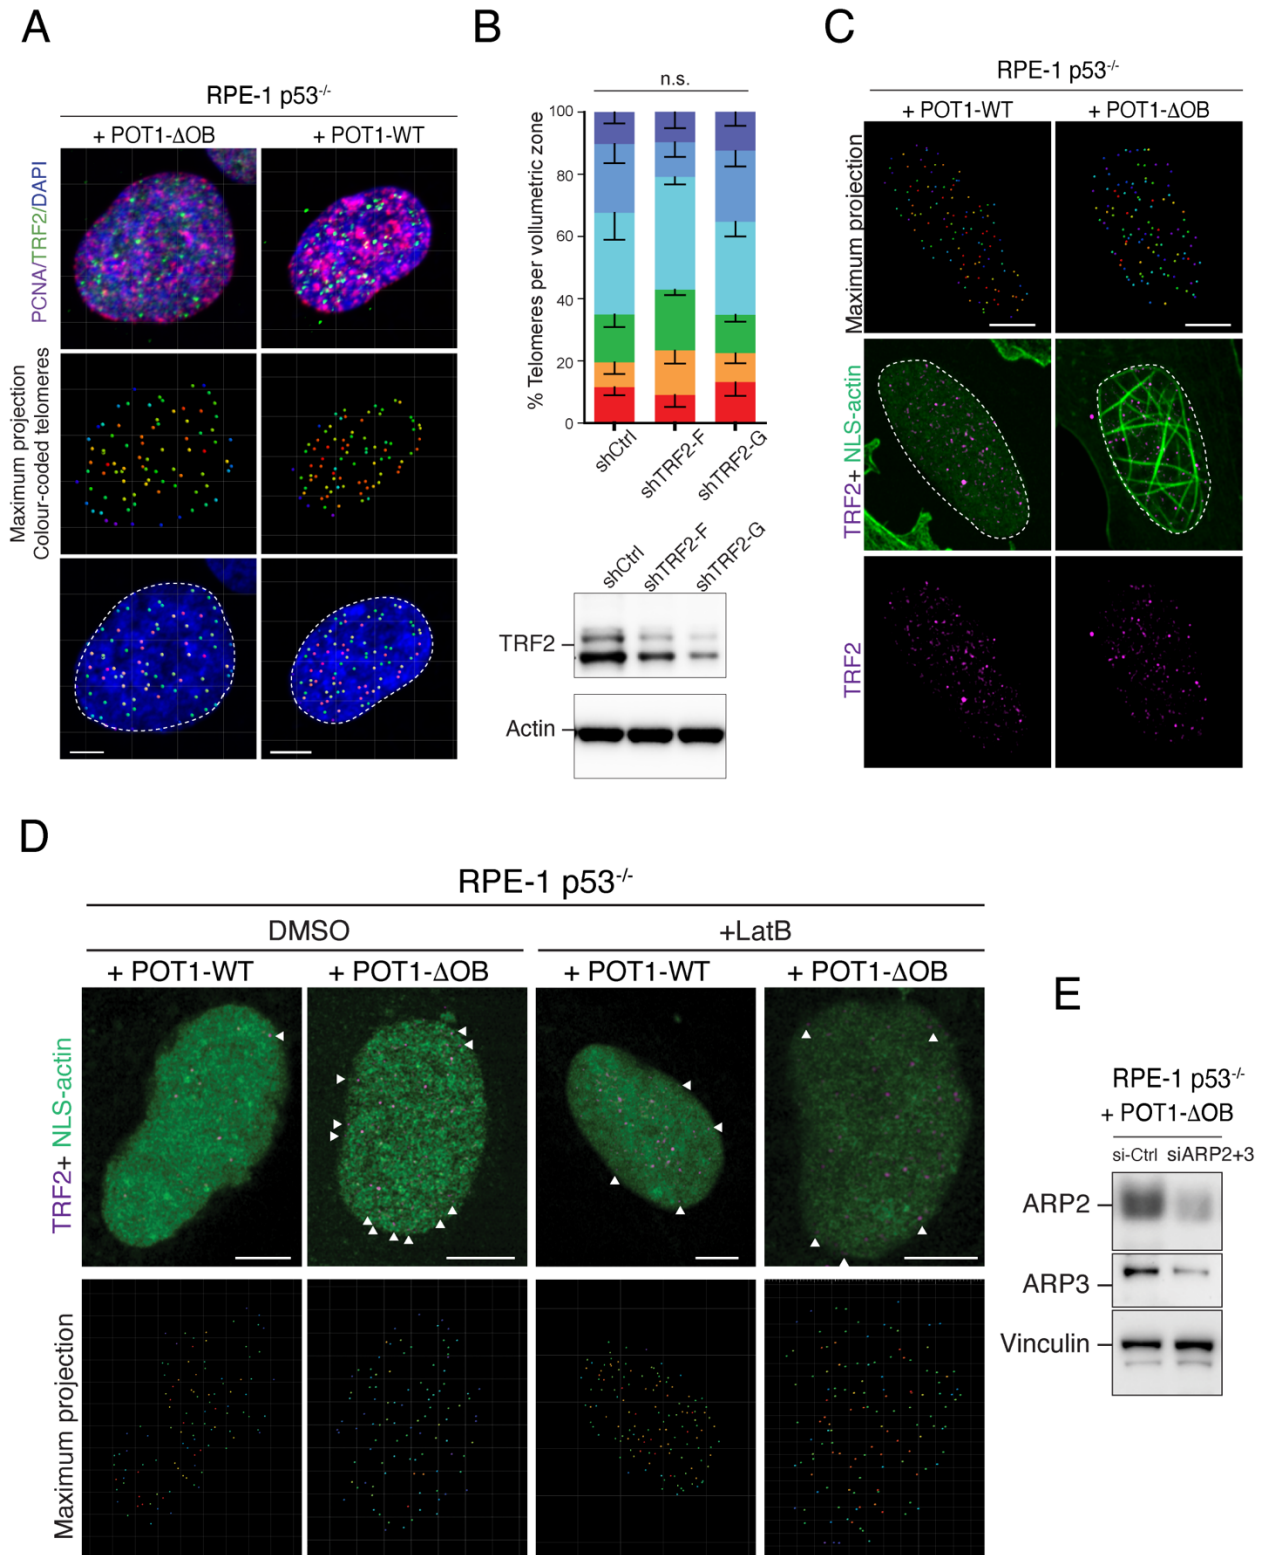 A
RPE-1 p53-/-
+ POT1-ΔOB
+ POT1-WT
PCNA/TRF2/DAPI
Maximum projection
Colour-coded telomeres
B
n.s.
% Telomeres per vollumetric zone
100
80
60
40
20
0
shCtrl
shTRF2-F
shTRF2-G
shCtrl
shTRF2-F
shTRF2-G
TRF2
Actin
C
RPE-1 p53-/-
+ POT1-WT
+ POT1-ΔOB
Maximum projection
TRF2+ NLS-actin
TRF2
D
RPE-1 p53-/-
DMSO
+LatB
+ POT1-WT
+ POT1-ΔOB
+ POT1-WT
+ POT1-ΔOB
TRF2+ NLS-actin
Maximum projection
E
RPE-1 p53-/-
+ POT1-ΔOB
si-Ctrl siARP2+3
ARP2
ARP3
Vinculin